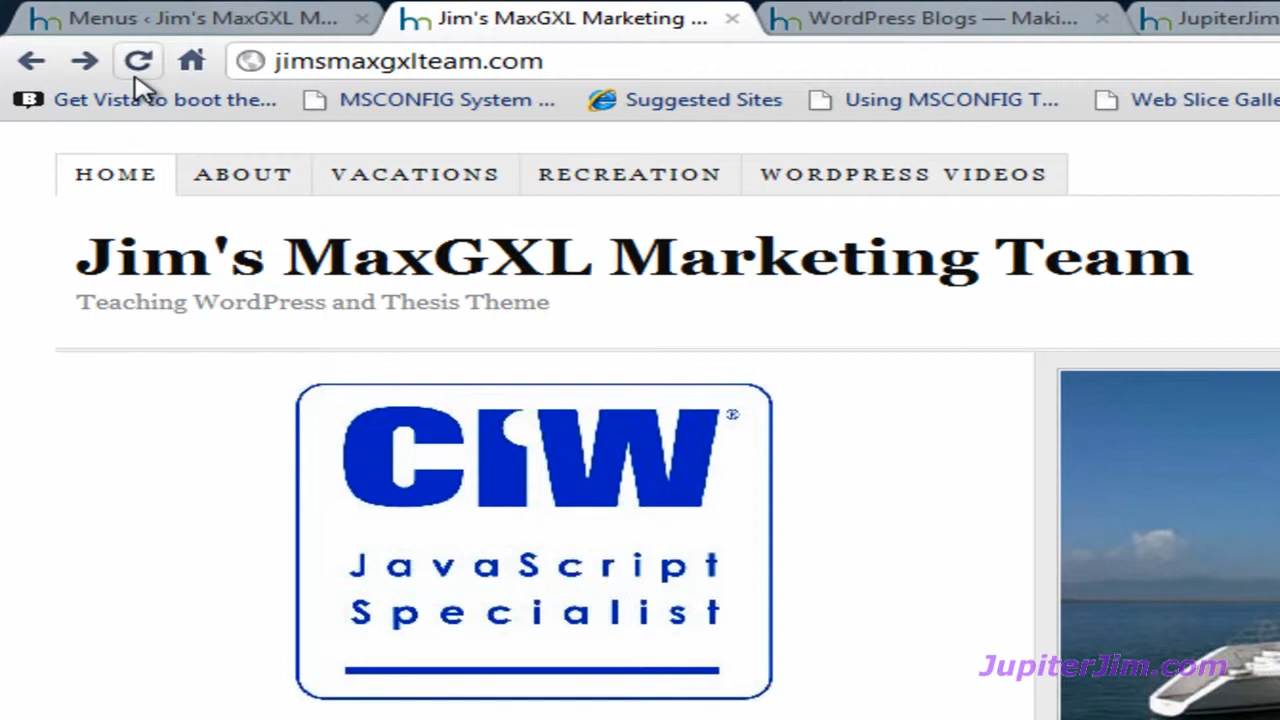 Menus ‹ Jim's MaxGXL M...
Jim's MaxGXL Marketing ...
WordPress Blogs — Maki...
JupiterJim
jimsmaxgxlteam.com
Get Vista to boot the...
MSCONFIG System ...
Suggested Sites
Using MSCONFIG T...
Web Slice Galle
HOME
ABOUT
VACATIONS
RECREATION
WORDPRESS VIDEOS
Jim's MaxGXL Marketing Team
Teaching WordPress and Thesis Theme
CIW®
JavaScript
Specialist
JupiterJim.com